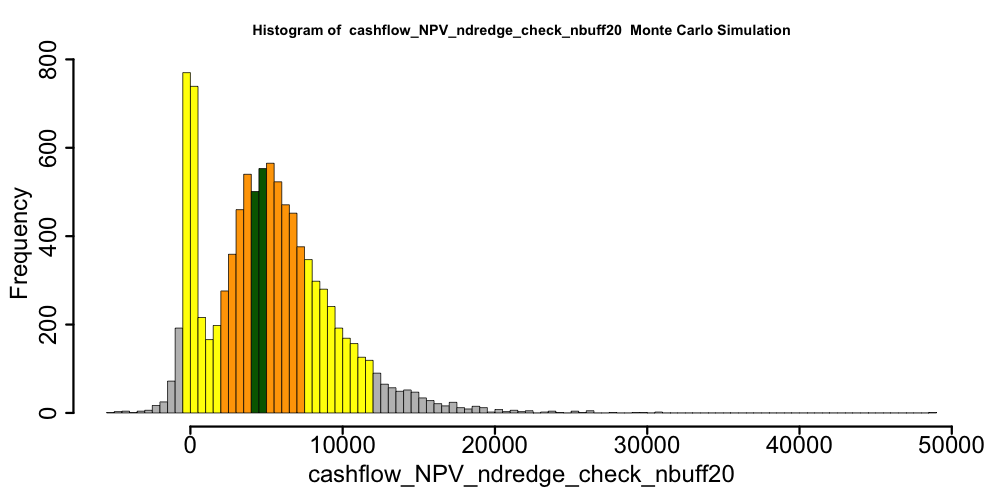 Histogram of  cashflow_NPV_ndredge_check_nbuff20  Monte Carlo Simulation
800
600
400
200
0
Frequency
0 10000 20000 30000 40000 50000
cashflow_NPV_ndredge_check_nbuff20